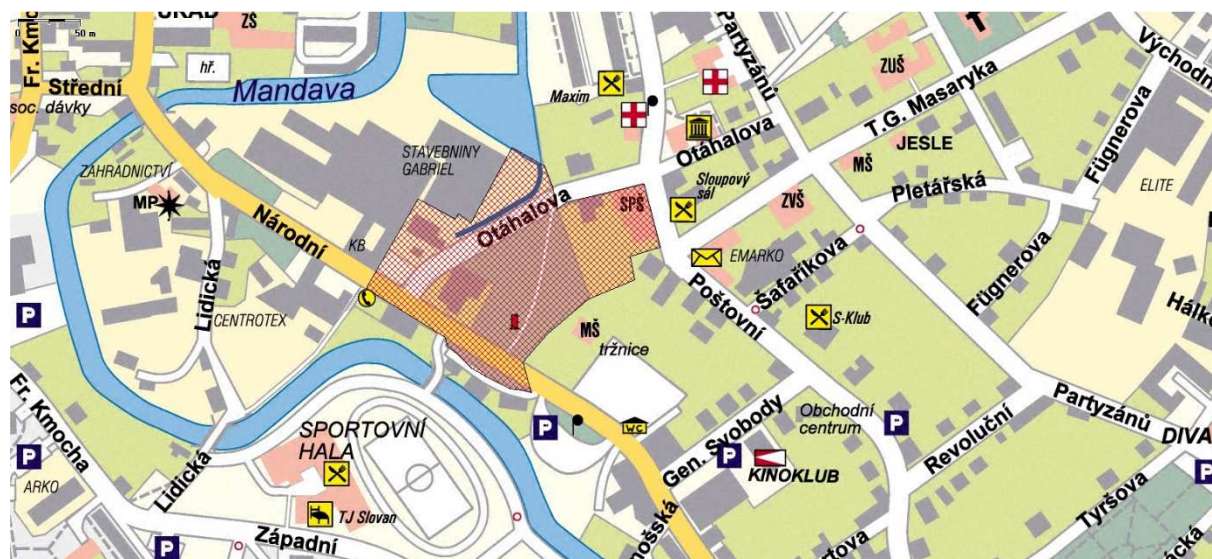 0 50 m
ÚŘAD
ZŠ
Fr. Kmo
Střední
soc. dávky
hř.
Mandava
Maxim
Partyzánů
ZUŠ
T.G. Masaryka
Východní
Fügnerova
STAVEBNINY
GABRIEL
ZAHRADNICTVÍ
MP
Otáhalova
Sloupový
sál
MŠ
JESLE
Pletářská
ELITE
Národní
KB
Otáhalova
SPŠ
ZVŠ
EMARKO
Šafaříkova
Fügnerova
Lidická
CENTROTEX
P
Poštovní
S-Klub
Hálko
MŠ
tržnice
Fr. Kmocha
Partyzánů
SPORTOVNÍ
HALA
P
WC
Gen. Svobody
Obchodní
centrum
P
Revoluční
DIVA
P
ARKO
Lidická
P
KINOKLUB
P
Tyršova
TJ Slovan
Západní
P